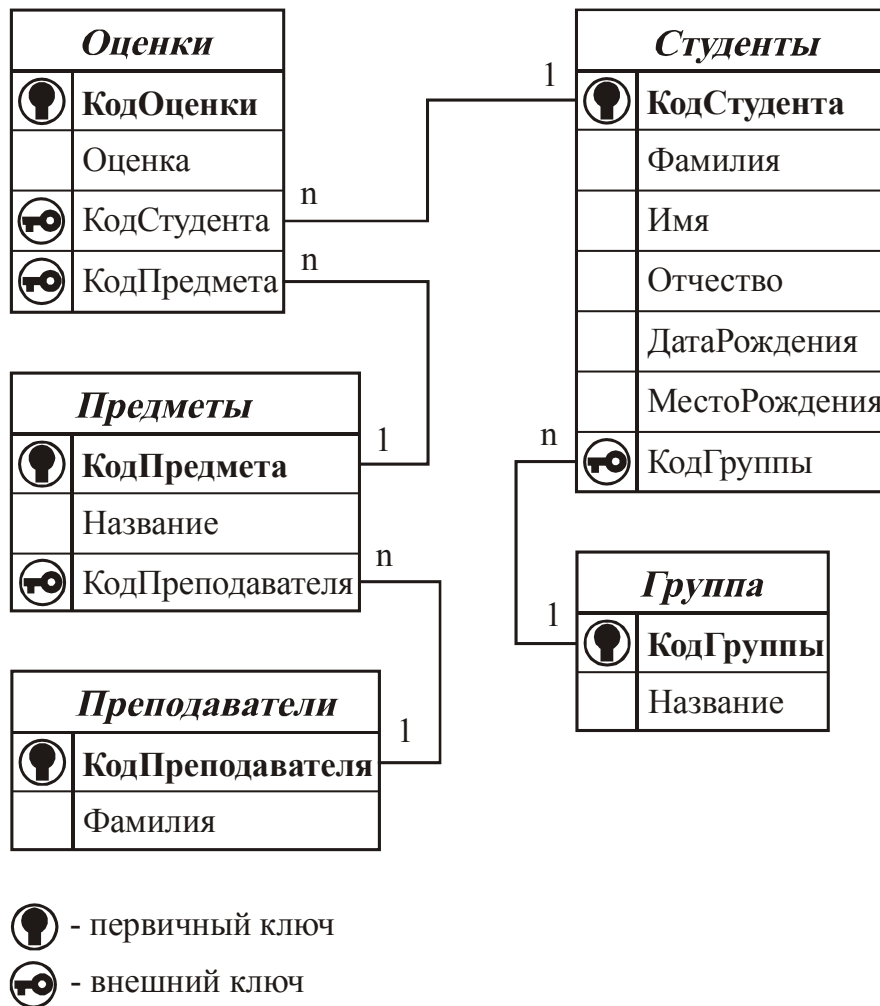 Оценки
КодОценки
Оценка
КодСтудента
КодПредмета
n
n
1
Студенты
КодСтудента
Фамилия
Имя
Отчество
ДатаРождения
МестоРождения
КодГруппы
n
Предметы
КодПредмета
Название
КодПреподавателя
1
n
Группа
КодГруппы
Название
1
Преподаватели
КодПреподавателя
Фамилия
1
- первичный ключ
- внешний ключ